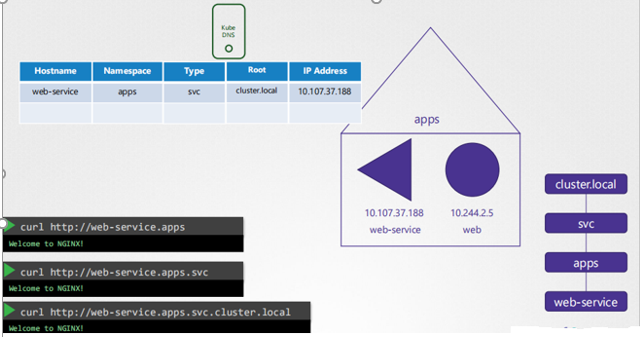 Kube
DNS
Hostname Namespace Type Root IP Address
web-service apps svc cluster.local 10.107.37.188
apps
10.107.37.188 10.244.2.5
web-service web
cluster.local
svc
apps
web-service
curl http://web-service.apps
Welcome to NGINX!
curl http://web-service.apps.svc
Welcome to NGINX!
curl http://web-service.apps.svc.cluster.local
Welcome to NGINX!